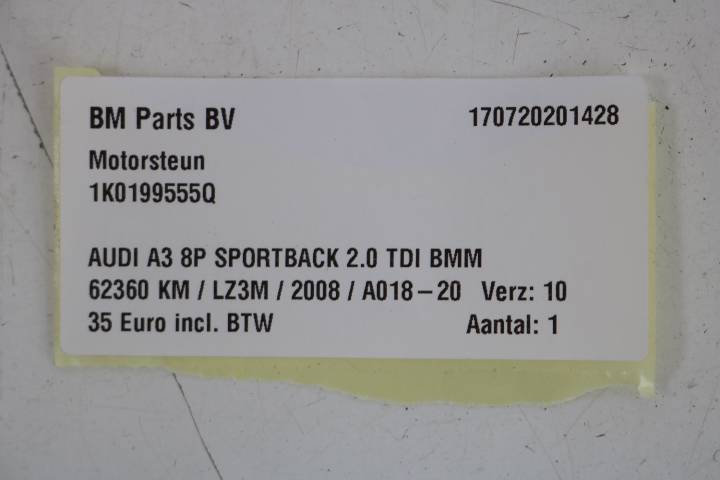 BM Parts BV 170720201428
Motorsteun
1K0199555Q
AUDI A3 8P SPORTBACK 2.0 TDI BMM
62360 KM / LZ3M / 2008 / A018-20 Verz: 10
35 Euro incl. BTW Aantal: 1